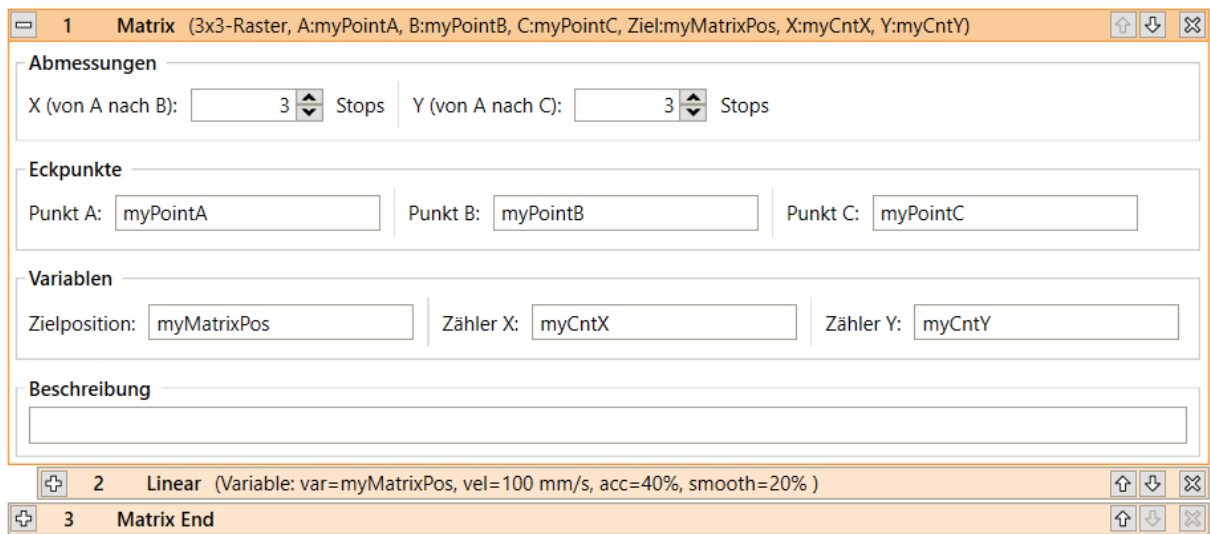 1 Matrix (3x3-Raster, A:myPointA, B:myPointB, C:myPointC, Ziel:myMatrixPos, X:myCntX, Y:myCntY)
Abmessungen
X (von A nach B): 3 Stops Y (von A nach C): 3 Stops
Eckpunkte
Punkt A: myPointA Punkt B: myPointB Punkt C: myPointC
Variablen
Zielposition: myMatrixPos Zähler X: myCntX Zähler Y: myCntY
Beschreibung
2 Linear (Variable: var=myMatrixPos, vel=100 mm/s, acc=40%, smooth=20% )
3 Matrix End